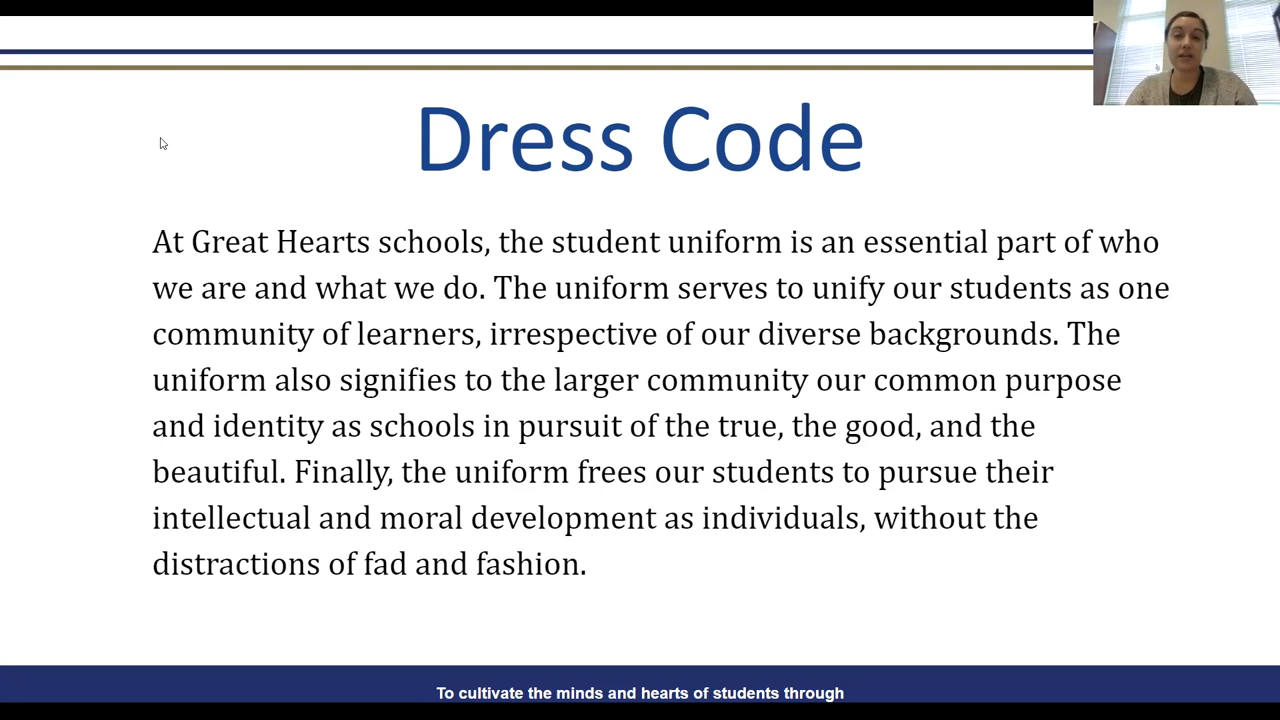 Dress Code
At Great Hearts schools, the student uniform is an essential part of who
we are and what we do. The uniform serves to unify our students as one
community of learners, irrespective of our diverse backgrounds. The
uniform also signifies to the larger community our common purpose
and identity as schools in pursuit of the true, the good, and the
beautiful. Finally, the uniform frees our students to pursue their
intellectual and moral development as individuals, without the
distractions of fad and fashion.
To cultivate the minds and hearts of students through